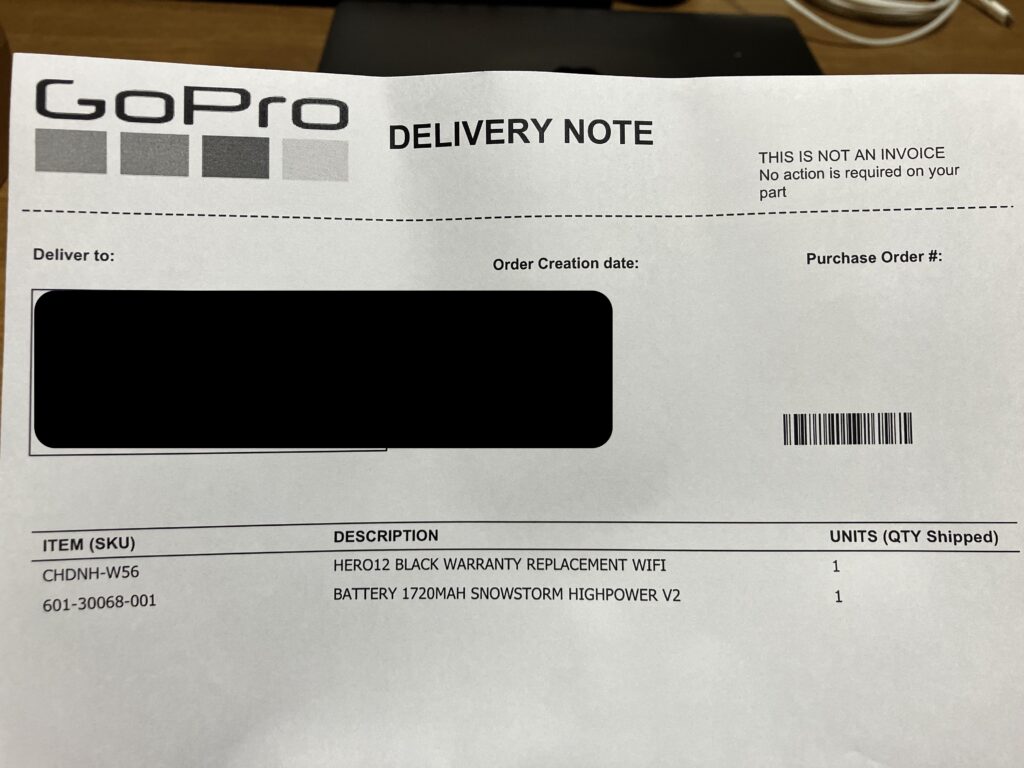 GoPro
DELIVERY NOTE
THIS IS NOT AN INVOICE
No action is required on your
part
Deliver to:
Order Creation date:
Purchase Order #:
ITEM (SKU) DESCRIPTION UNITS (QTY Shipped)
CHDNH-W56 HERO12 BLACK WARRANTY REPLACEMENT WIFI 1
601-30068-001 BATTERY 1720MAH SNOWSTORM HIGHPOWER V2 1